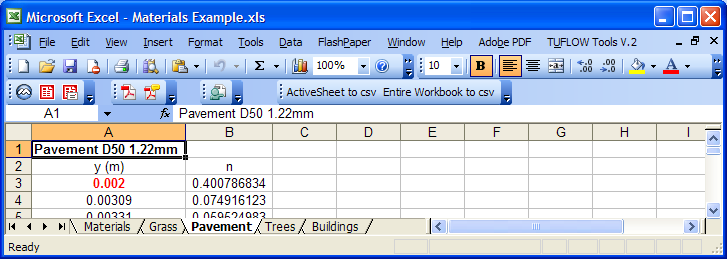 Microsoft Excel - Materials Example.xls
File Edit View Insert Format Tools Data FlashPaper Window Help Adobe PDF TUFLOW Tools V.2
100% 10 B
ActiveSheet to csv Entire Workbook to csv
A1 fx Pavement D50 1.22mm
A B C D E F G H I
1 Pavement D50 1.22mm
2 y (m) n
3 0.002 0.400786834
4 0.00309 0.074916123
5 0.00331 0.059524983
Materials Grass Pavement Trees Buildings
Ready